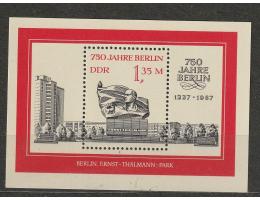 750 JAHRE BERLIN
DDR
1,35 M
750
JAHRE
BERLIN
1237 - 1987
BERLIN, ERNST-THÄLMANN-PARK